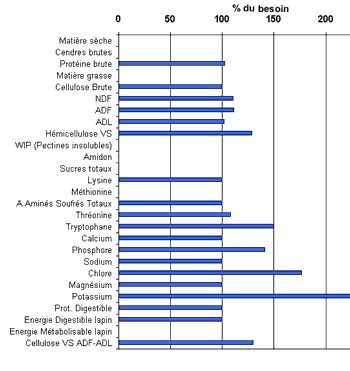 % du besoin
0 50 100 150 200
Matière sèche
Cendres brutes
Protéine brute
Matière grasse
Cellulose Brute
NDF
ADF
ADL
Hémicellulose VS
WIP (Pectines insolubles)
Amidon
Sucres totaux
Lysine
Méthionine
A.Aminés Soufrés Totaux
Thréonine
Tryptophane
Calcium
Phosphore
Sodium
Chlore
Magnésium
Potassium
Prot. Digestible
Energie Digestible lapin
Energie Métabolisable lapin
Cellulose VS ADF-ADL